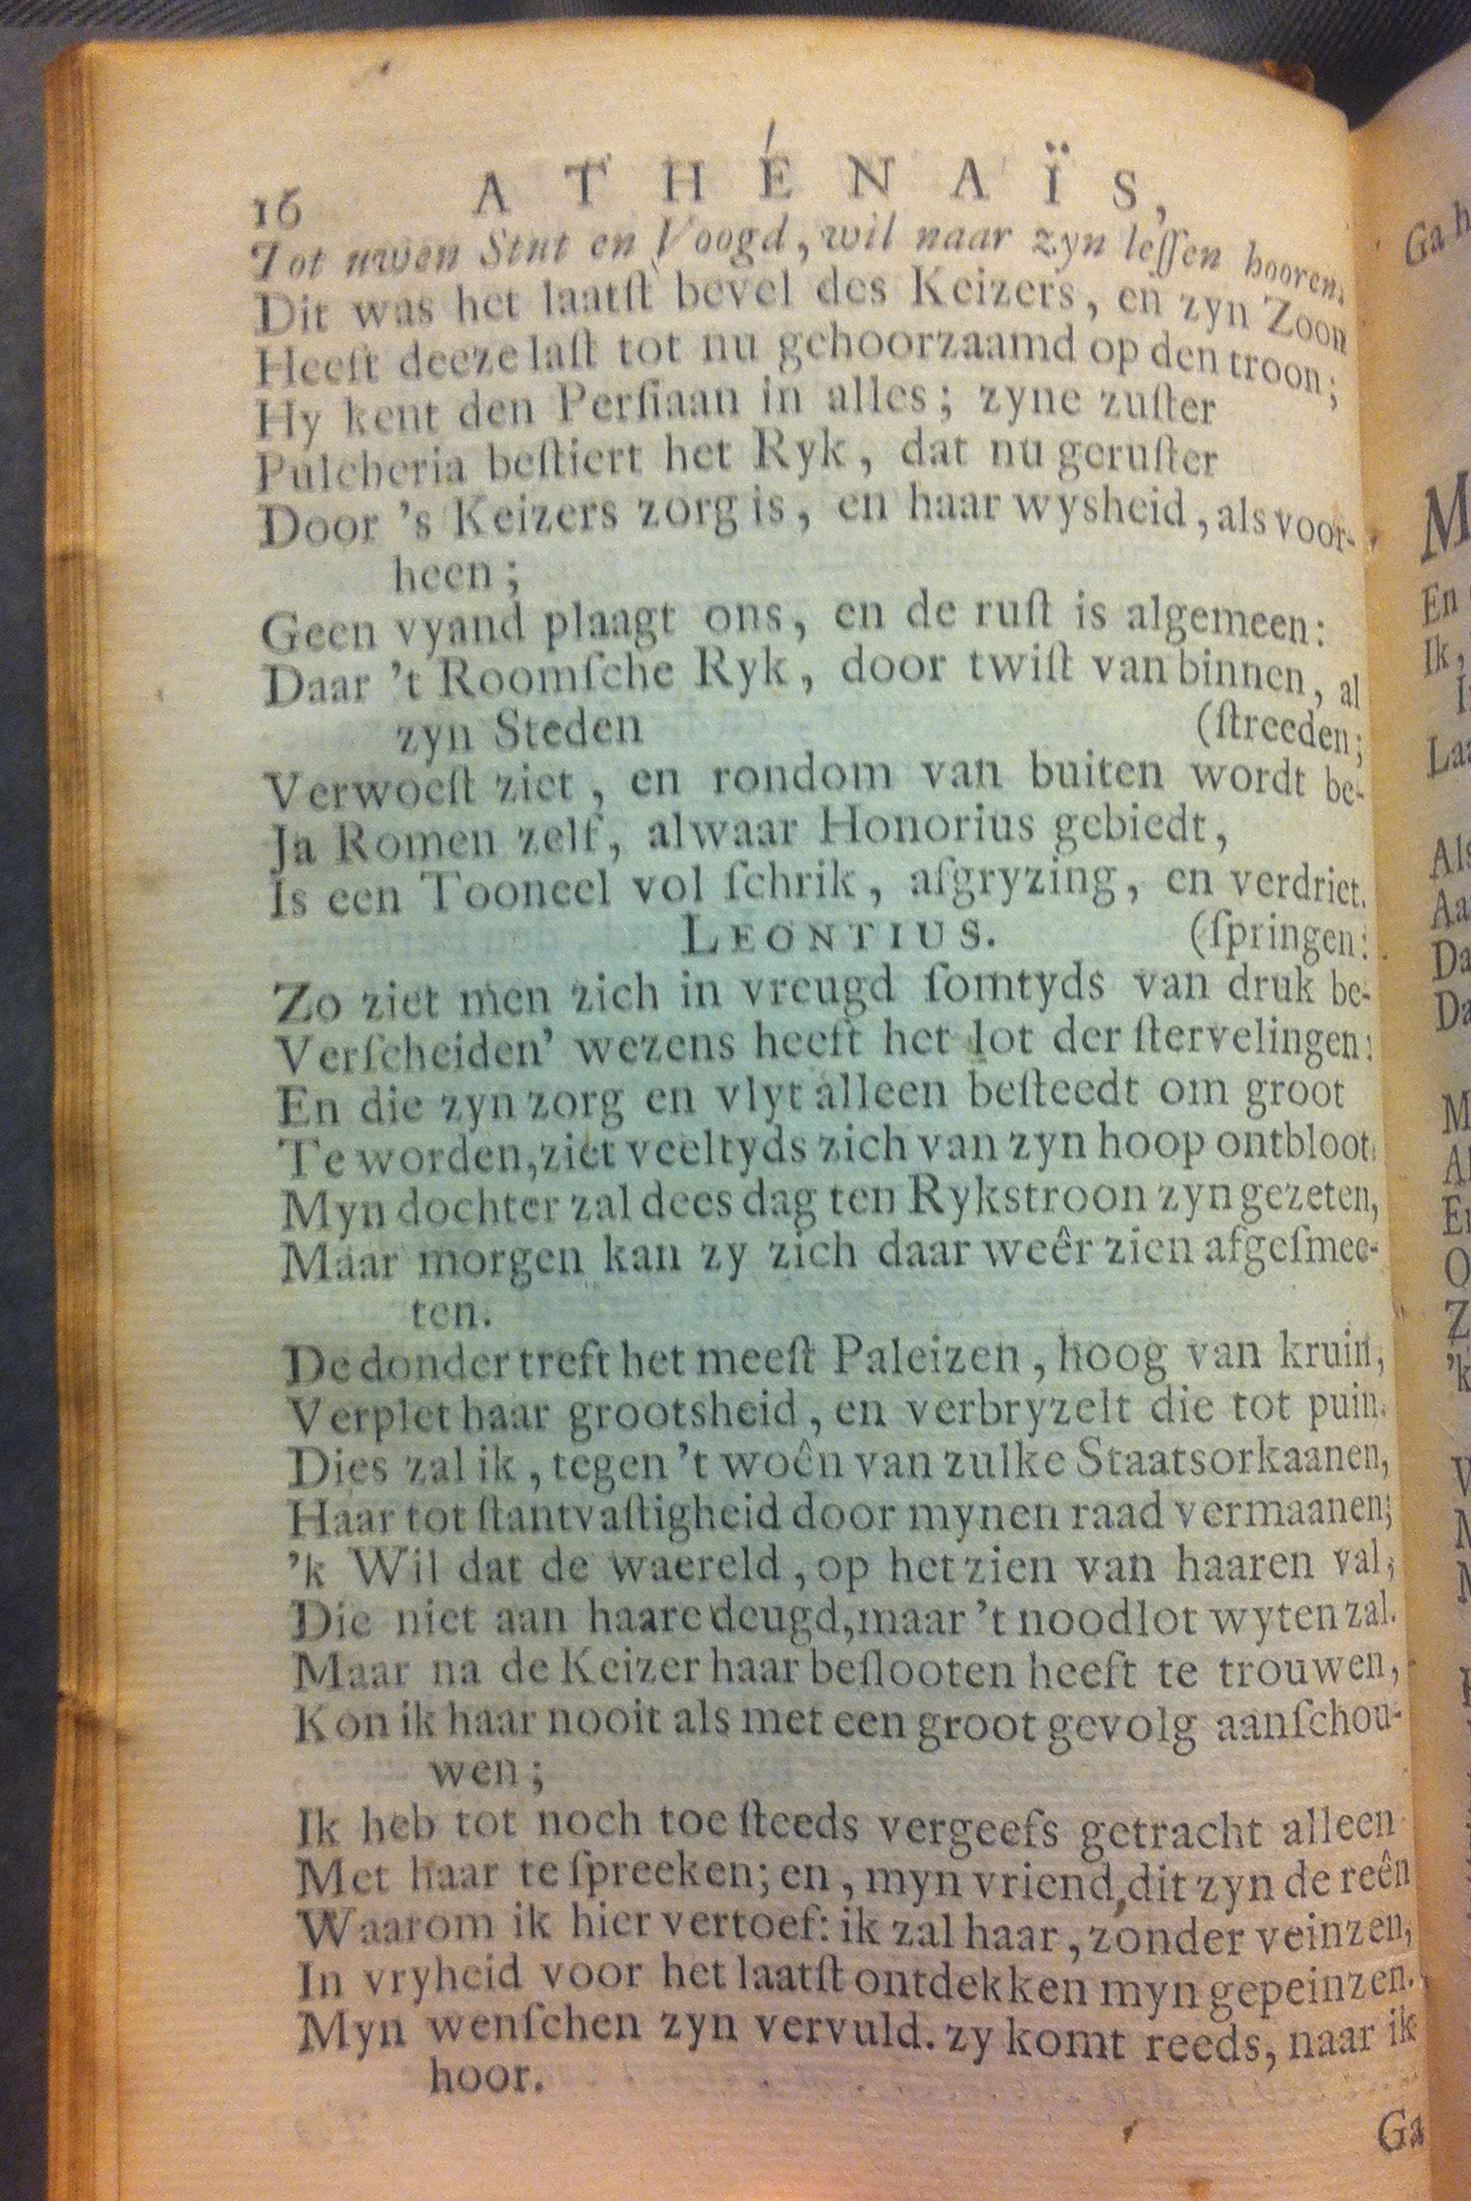 16 ATHÉNAÏS,
Tot uwen Stut en Voogd, wil naar zyn leſſen hooren.
Dit was het laatſt bevel des Keizers, en zyn Zoon
Heeft deeze laſt tot nu gehoorzaamd op den troon;
Hy kent den Perſiaan in alles; zyne zuſter
Pulcheria beſtiert het Ryk, dat nu geruſter
Door 's Keizers zorg is, en haar wysheid, als voor-
heen;
Geen vyand plaagt ons, en de ruſt is algemeen:
Daar 't Roomſche Ryk, door twiſt van binnen, al
zyn Steden (ſtreeden;
Verwoeſt ziet, en rondom van buiten wordt be-
Ja Romen zelf, alwaar Honorius gebiedt,
Is een Tooneel vol ſchrik, afgryzing, en verdriet.
LEONTIUS. (ſpringen:
Zo ziet men zich in vreugd ſomtyds van druk be-
Verſcheiden' wezens heeft het lot der ſtervelingen:
En die zyn zorg en vlyt alleen beſteedt om groot
Te worden, ziet veeltyds zich van zyn hoop ontbloot.
Myn dochter zal dees dag ten Rykstroon zyn gezeten,
Maar morgen kan zy zich daar weêr zien afgeſmee-
ten.
De donder treft het meeſt Paleizen, hoog van kruin,
Verplet haar grootsheid, en verbryzelt die tot puin.
Dies zal ik, tegen 't woên van zulke Staatsorkaanen,
Haar tot ſtantvaſtigheid door mynen raad vermaanen;
'k Wil dat de waereld, op het zien van haaren val,
Die niet aan haare deugd, maar 't noodlot wyten zal.
Maar na de Keizer haar beſlooten heeft te trouwen,
Kon ik haar nooit als met een groot gevolg aanſchou-
wen;
Ik heb tot noch toe ſteeds vergeefs getracht alleen
Met haar te ſpreeken; en, myn vriend, dit zyn de reên
Waarom ik hier vertoef: ik zal haar, zonder veinzen,
In vryheid voor het laatſt ontdekken myn gepeinzen.
Myn wenſchen zyn vervuld. zy komt reeds, naar ik
hoor.
Ga
Ga
En
Ik,